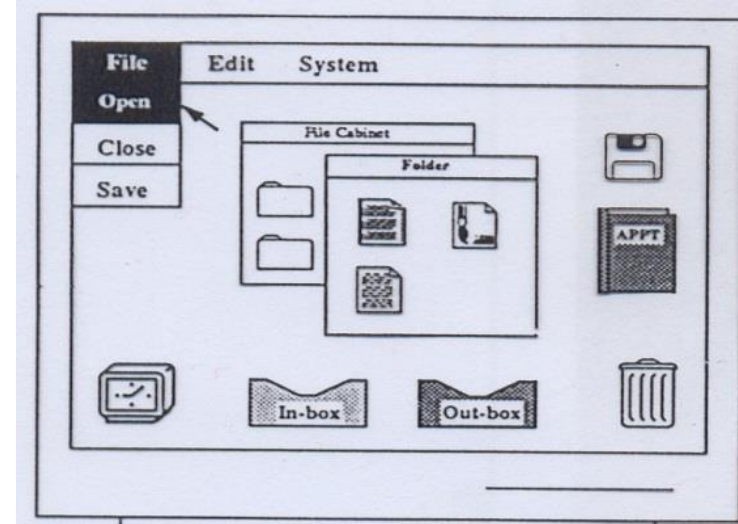 File Edit System
Open
Close
Save
File Cabinet
Folder
APPT
In-box
Out-box